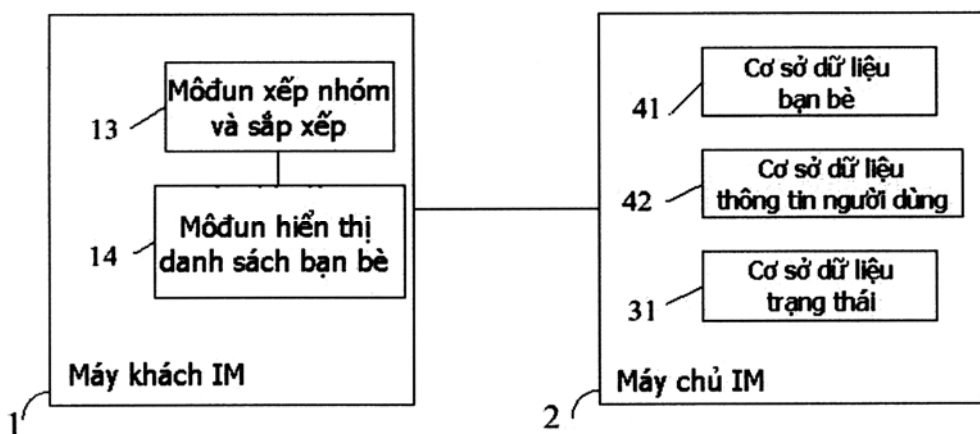 Môđun xếp nhóm
và sắp xếp
13
Môđun hiển thị
danh sách bạn bè
14
Máy khách IM
1
Cơ sở dữ liệu
bạn bè
41
Cơ sở dữ liệu
thông tin người dùng
42
Cơ sở dữ liệu
trạng thái
31
Máy chủ IM
2